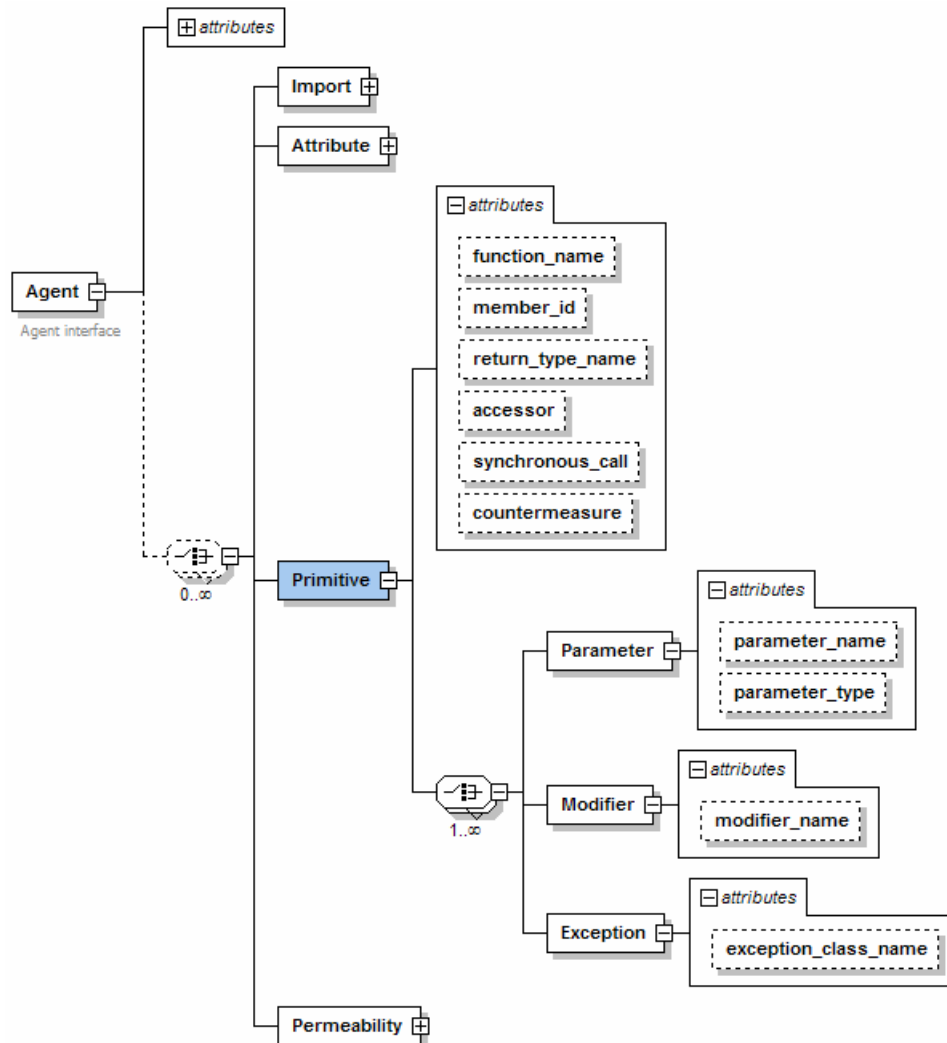 attributes
Import
Attribute
attributes
function_name
member_id
Agent
Agent interface
return_type_name
accessor
synchronous_call
countermeasure
Primitive
0..∞
attributes
Parameter
parameter_name
parameter_type
attributes
Modifier
modifier_name
1..∞
attributes
Exception
exception_class_name
Permeability